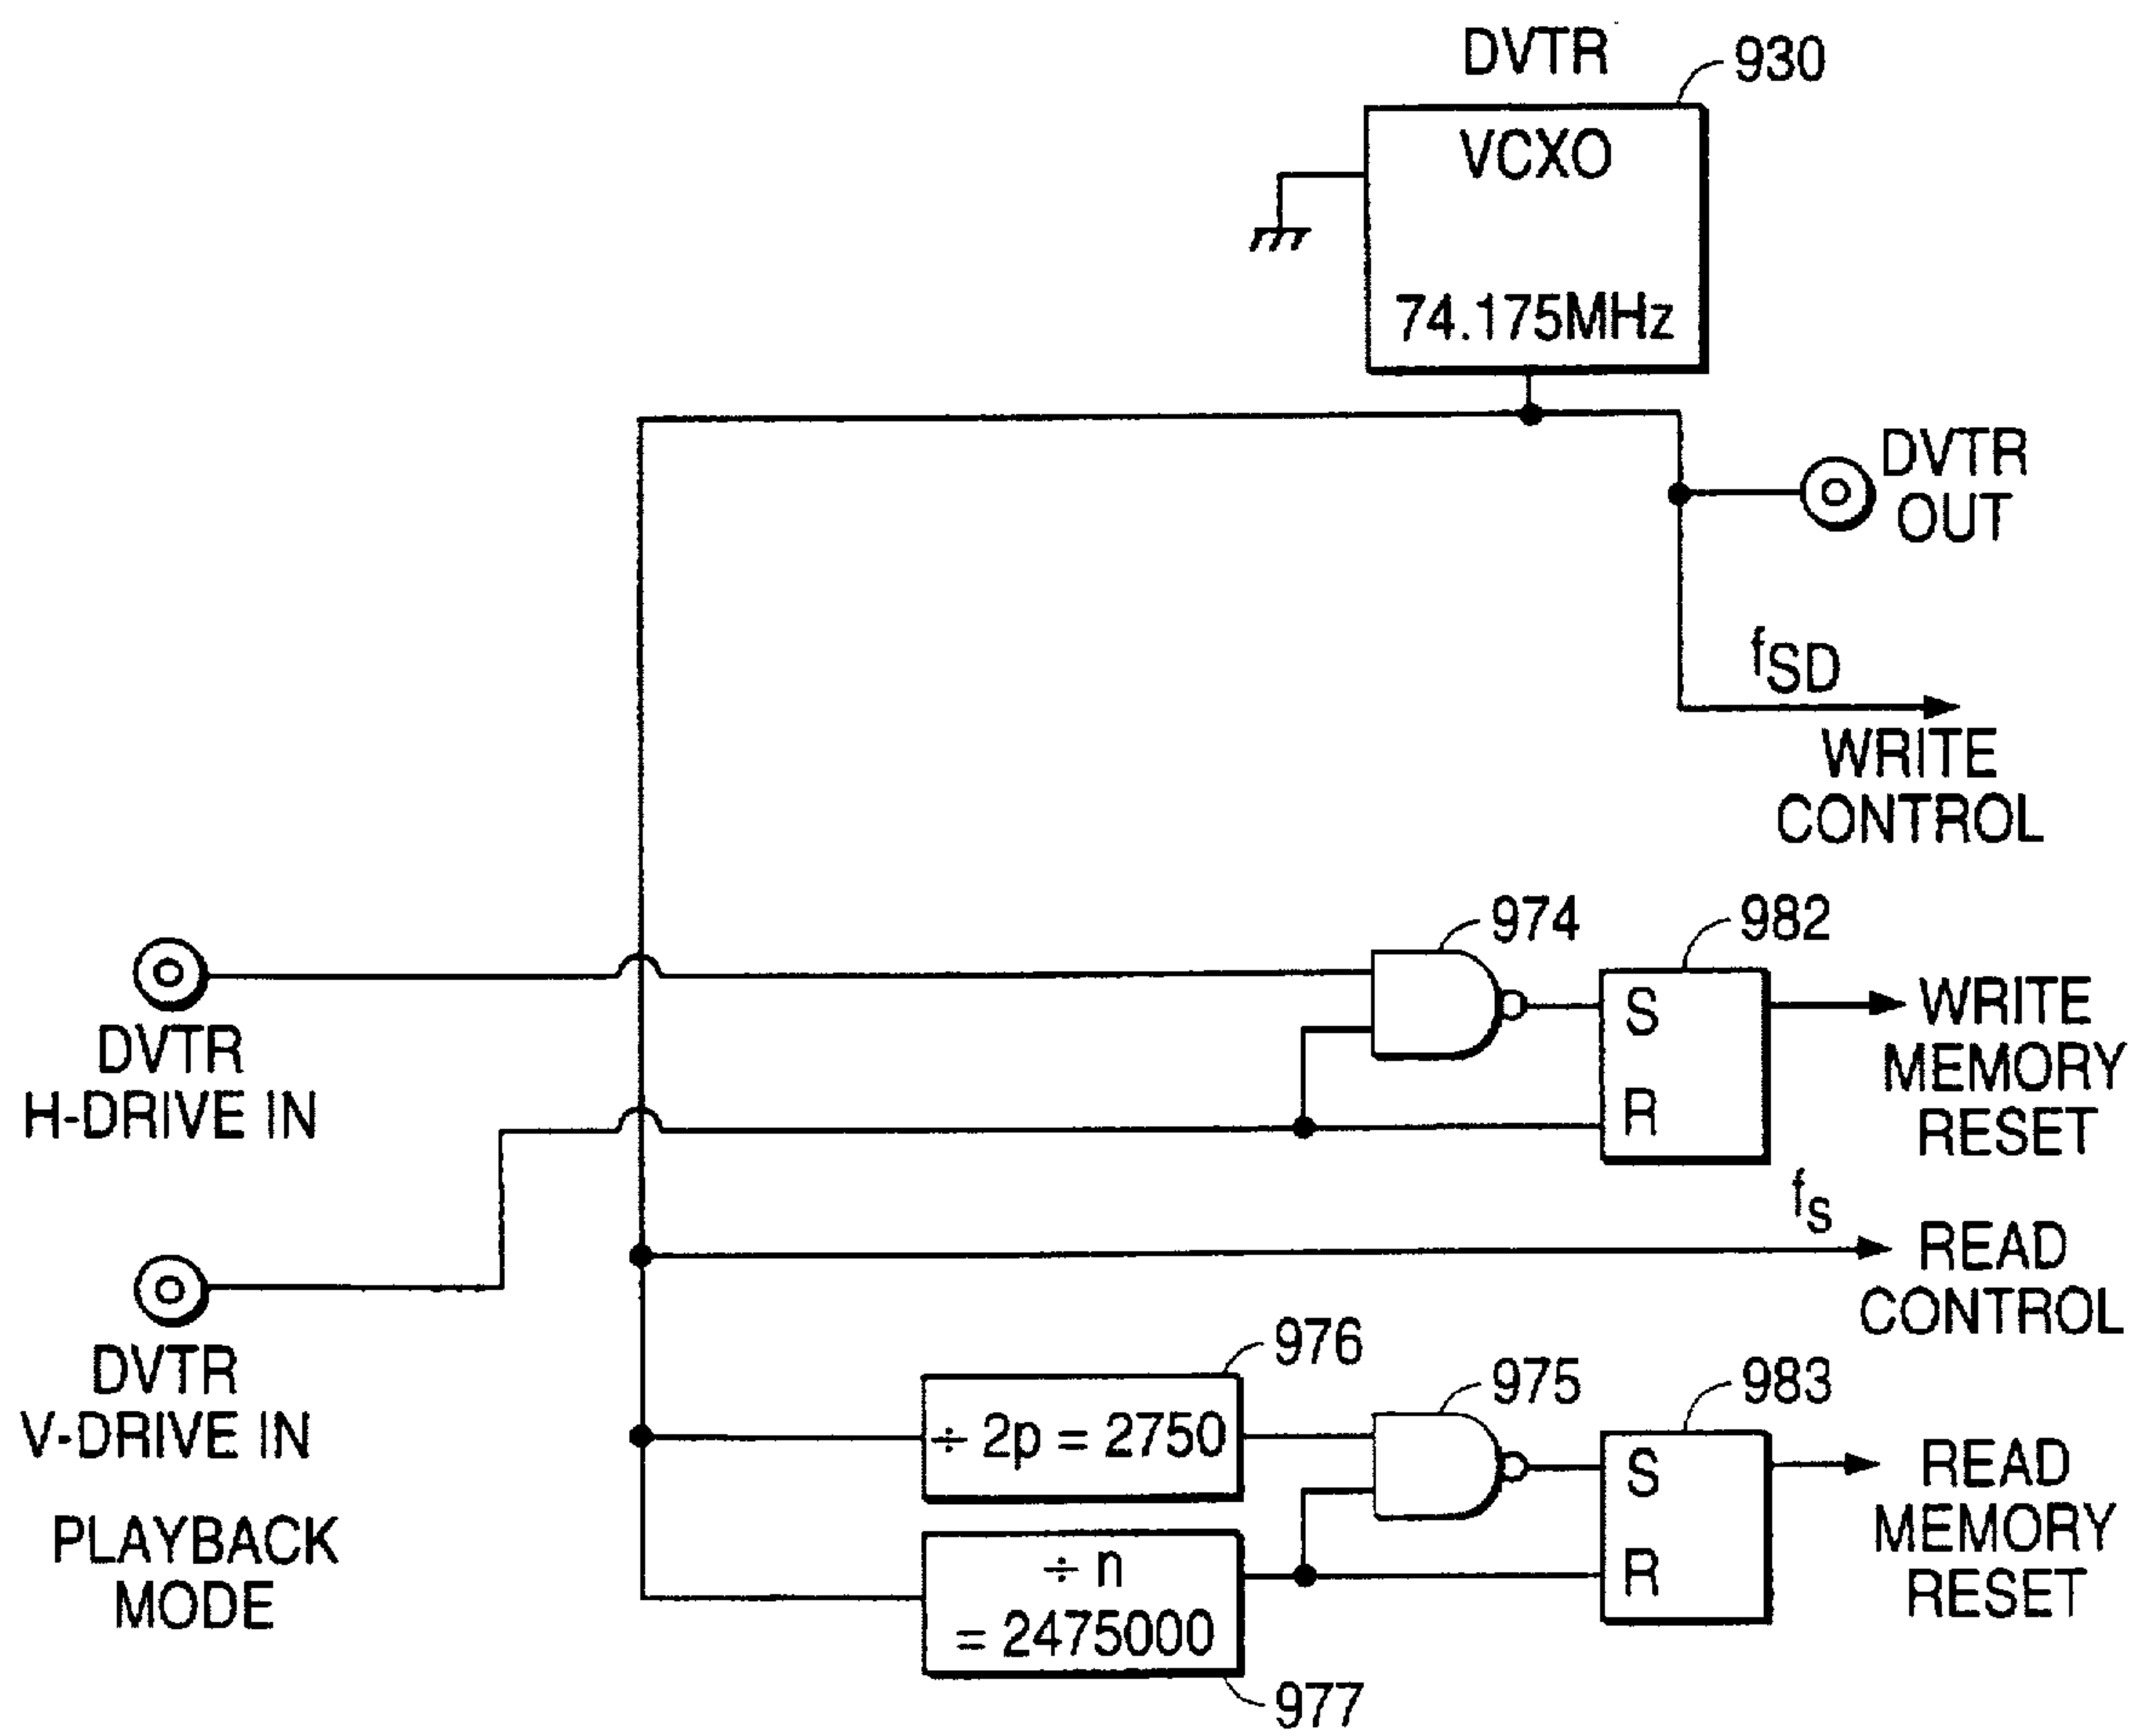 DVTR
930
VCXO
74.175MHz
DVTR
OUT
fSD
WRITE
CONTROL
974
982
S
R
WRITE
MEMORY
RESET
DVTR
H-DRIVE IN
fS
READ
CONTROL
DVTR
V-DRIVE IN
976
÷ 2p = 2750
975
983
S
R
READ
MEMORY
RESET
PLAYBACK
MODE
÷ n
= 2475000
977